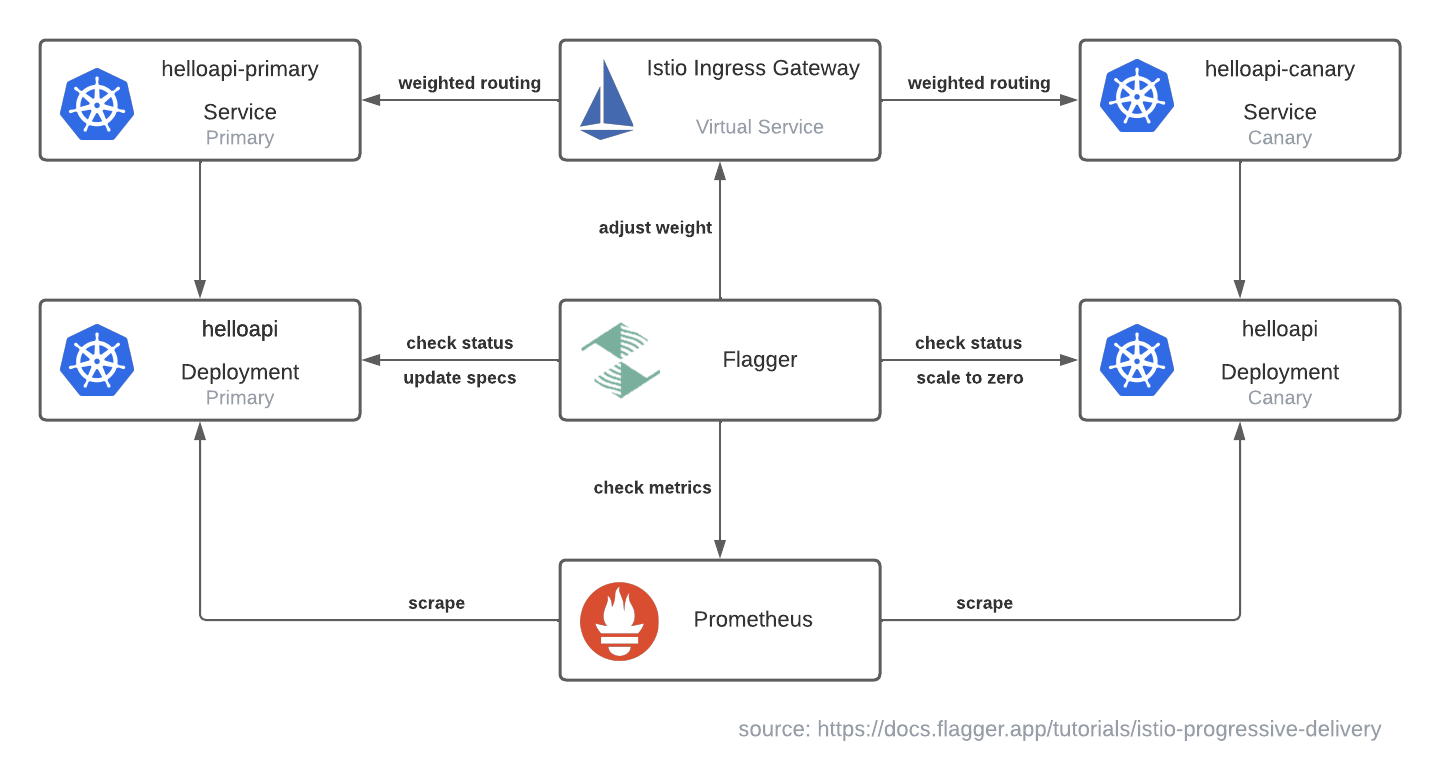 helloapi-primary
Service
Primary
weighted routing
Istio Ingress Gateway
Virtual Service
weighted routing
helloapi-canary
Service
Canary
adjust weight
helloapi
Deployment
Primary
check status
update specs
Flagger
check status
scale to zero
helloapi
Deployment
Canary
check metrics
scrape
Prometheus
scrape
source: https://docs.flagger.app/tutorials/istio-progressive-delivery